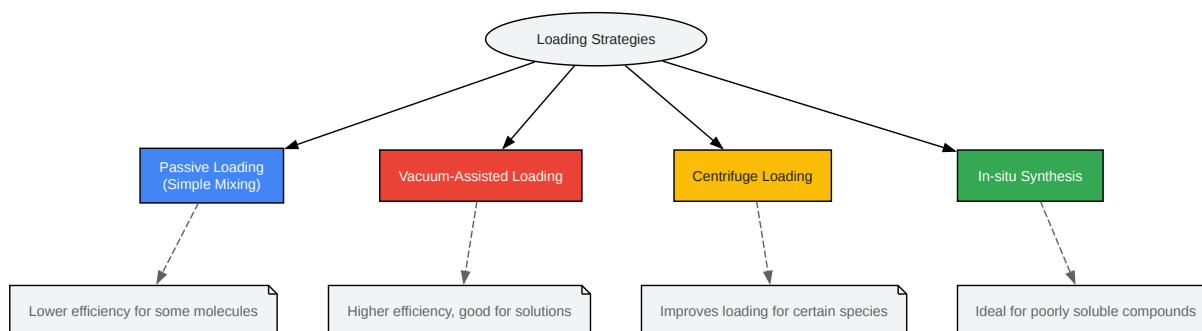 Loading Strategies
Passive Loading
(Simple Mixing)
Vacuum-Assisted Loading
Centrifuge Loading
In-situ Synthesis
Lower efficiency for some molecules
Higher efficiency, good for solutions
Improves loading for certain species
Ideal for poorly soluble compounds